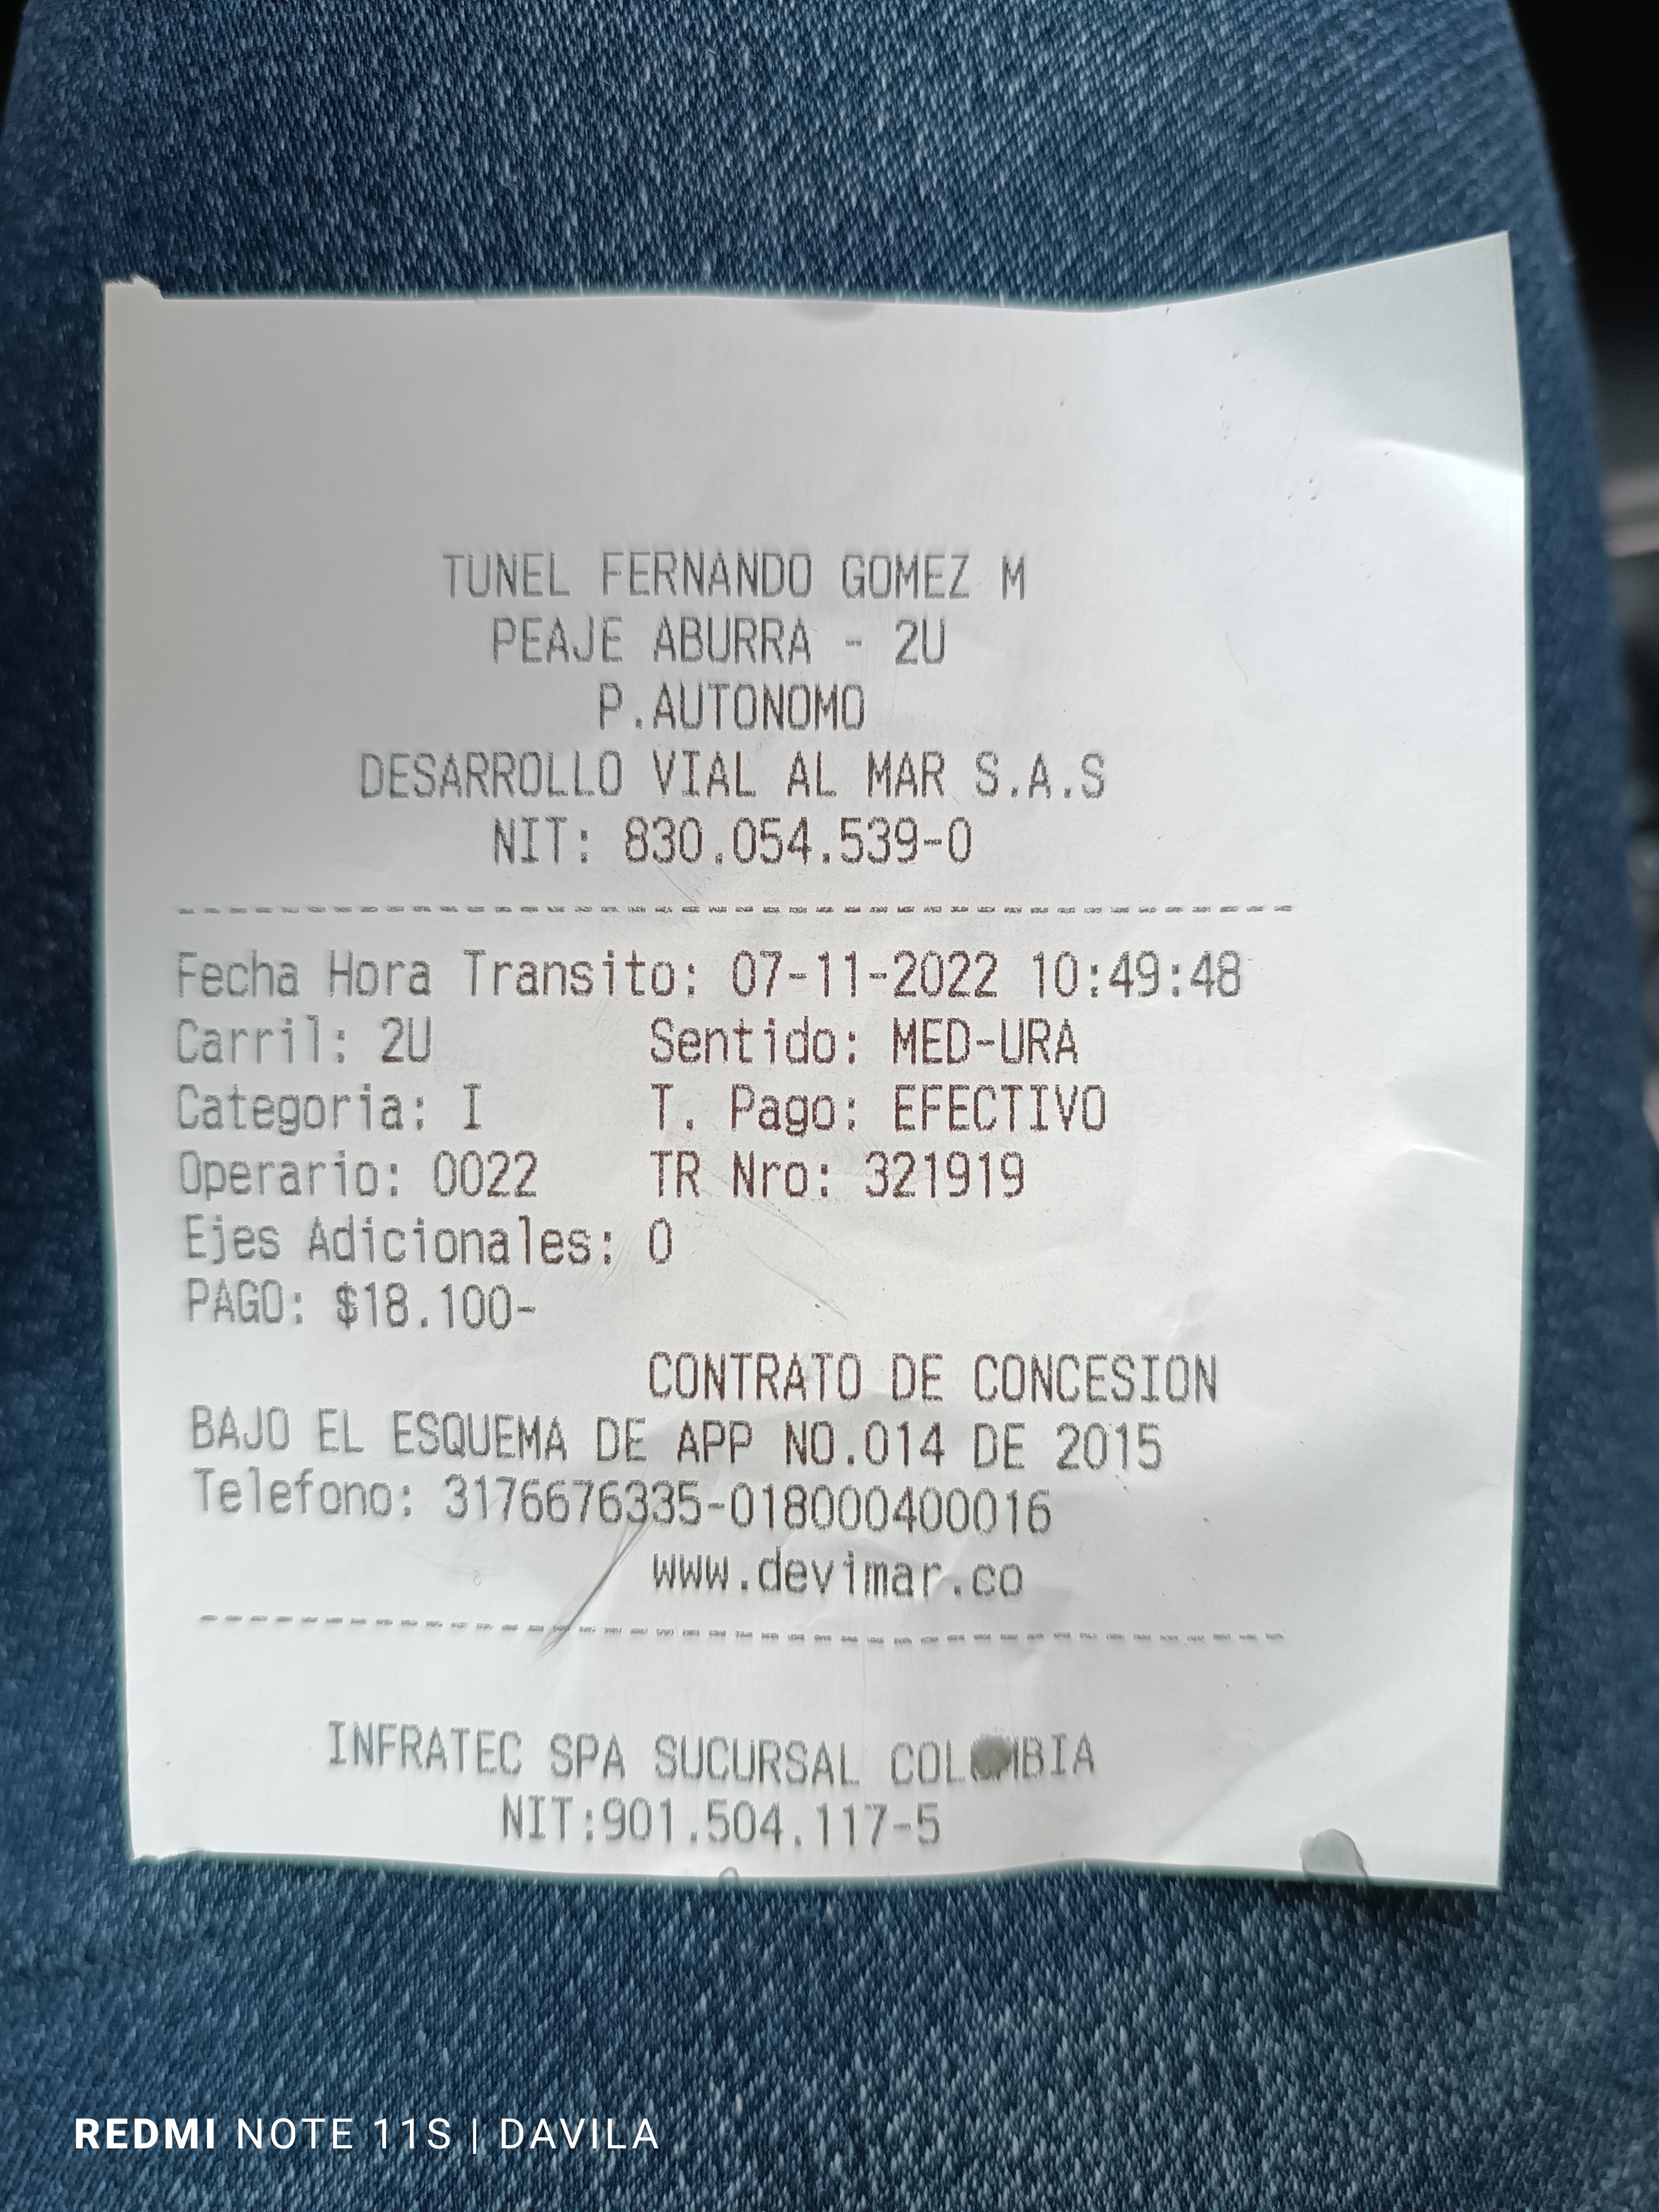 TUNEL FERNANDO GOMEZ M
PEAJE ABURRA - 2U
P.AUTONOMO
DESARROLLO VIAL AL MAR S.A.S
NIT: 830.054.539-0
------------------------------------------
Fecha Hora Transito: 07-11-2022 10:49:48
Carril: 2U Sentido: MED-URA
Categoria: I T. Pago: EFECTIVO
Operario: 0022 TR Nro: 321919
Ejes Adicionales: 0
PAGO: $18.100-
CONTRATO DE CONCESION
BAJO EL ESQUEMA DE APP NO.014 DE 2015
Telefono: 3176676335-018000400016
www.devimar.co
------------------------------------------
INFRATEC SPA SUCURSAL COLOMBIA
NIT:901.504.117-5
REDMI NOTE 11S | DAVILA